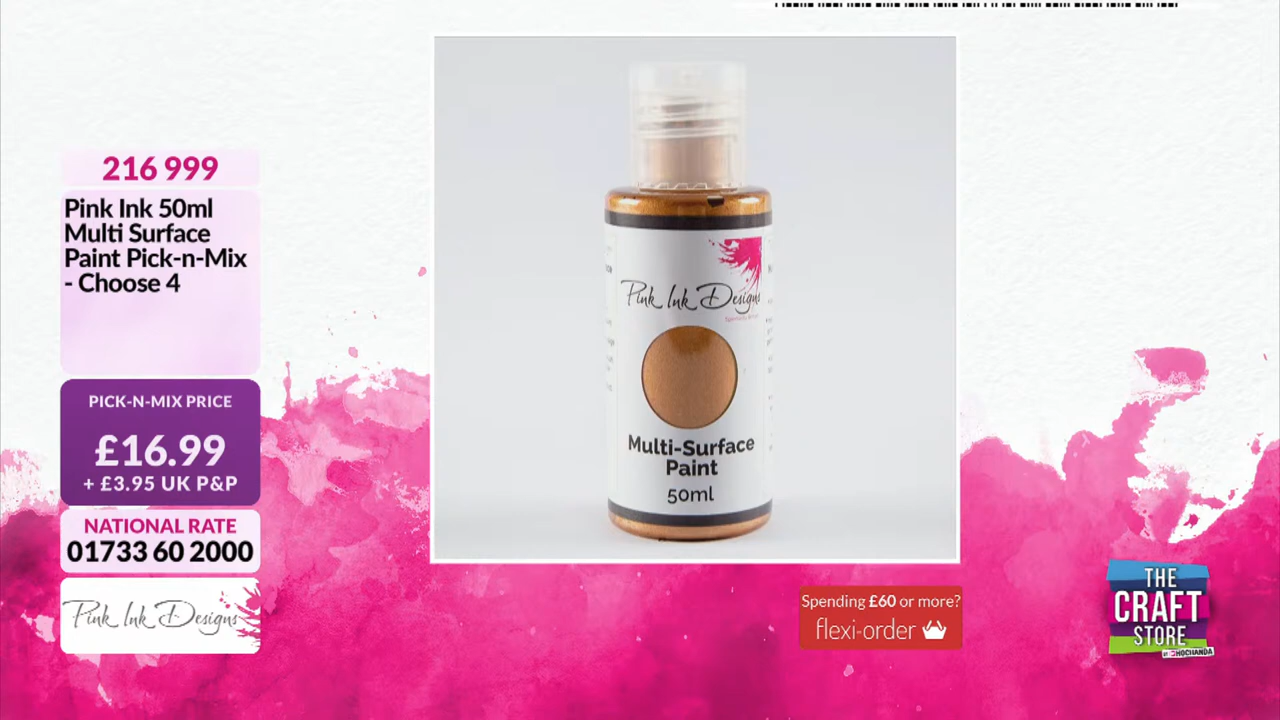 216 999
Pink Ink 50ml
Multi Surface
Paint Pick-n-Mix
- Choose 4
PICK-N-MIX PRICE
£16.99
+ £3.95 UK P&P
NATIONAL RATE
01733 60 2000
Pink Ink Designs
Pink Ink Designs
Multi-Surface
Paint
50ml
Spending £60 or more?
flexi-order
THE
CRAFT
STORE
HOCHANDA